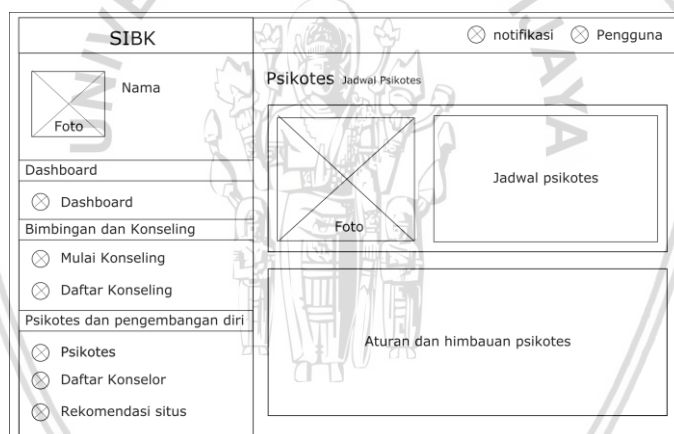 SIBK
notifikasi Pengguna
Nama
Foto
Dashboard
Dashboard
Bimbingan dan Konseling
Mulai Konseling
Daftar Konseling
Psikotes dan pengembangan diri
Psikotes
Daftar Konselor
Rekomendasi situs
Psikotes Jadwal Psikotes
Foto
Jadwal psikotes
Aturan dan himbauan psikotes